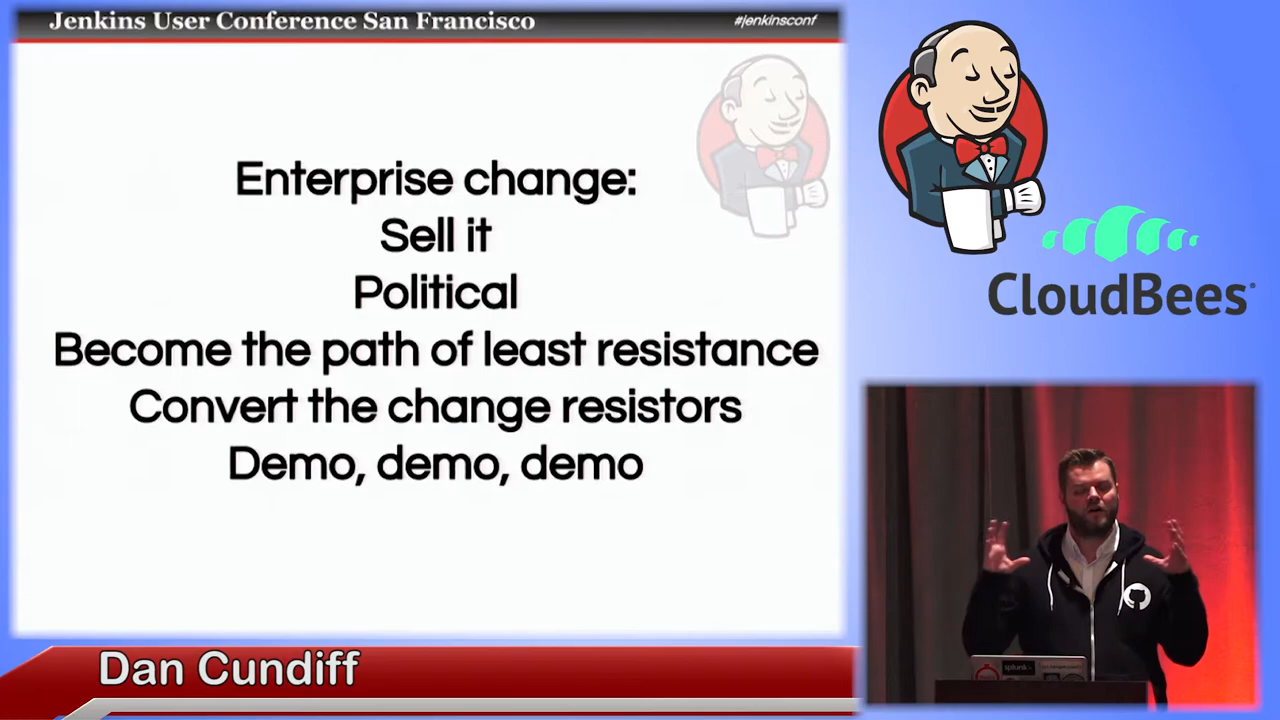 Jenkins User Conference San Francisco
#jenkinsconf
Enterprise change:
Sell it
Political
Become the path of least resistance
Convert the change resistors
Demo, demo, demo
CloudBees
Dan Cundiff
splunk>